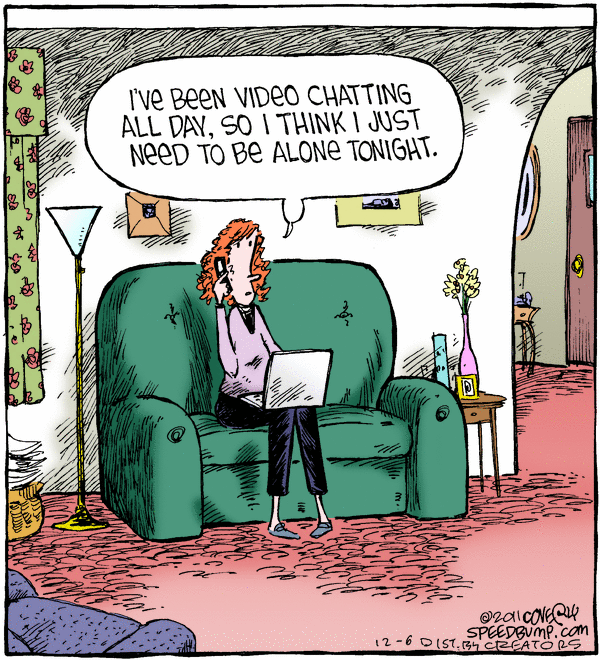 I'VE BEEN VIDEO CHATTING
ALL DAY, SO I THINK I JUST
NEED TO BE ALONE TONIGHT.
©2011 COVERLY
SPEEDBUMP.COM
12-6 DIST. BY CREATORS